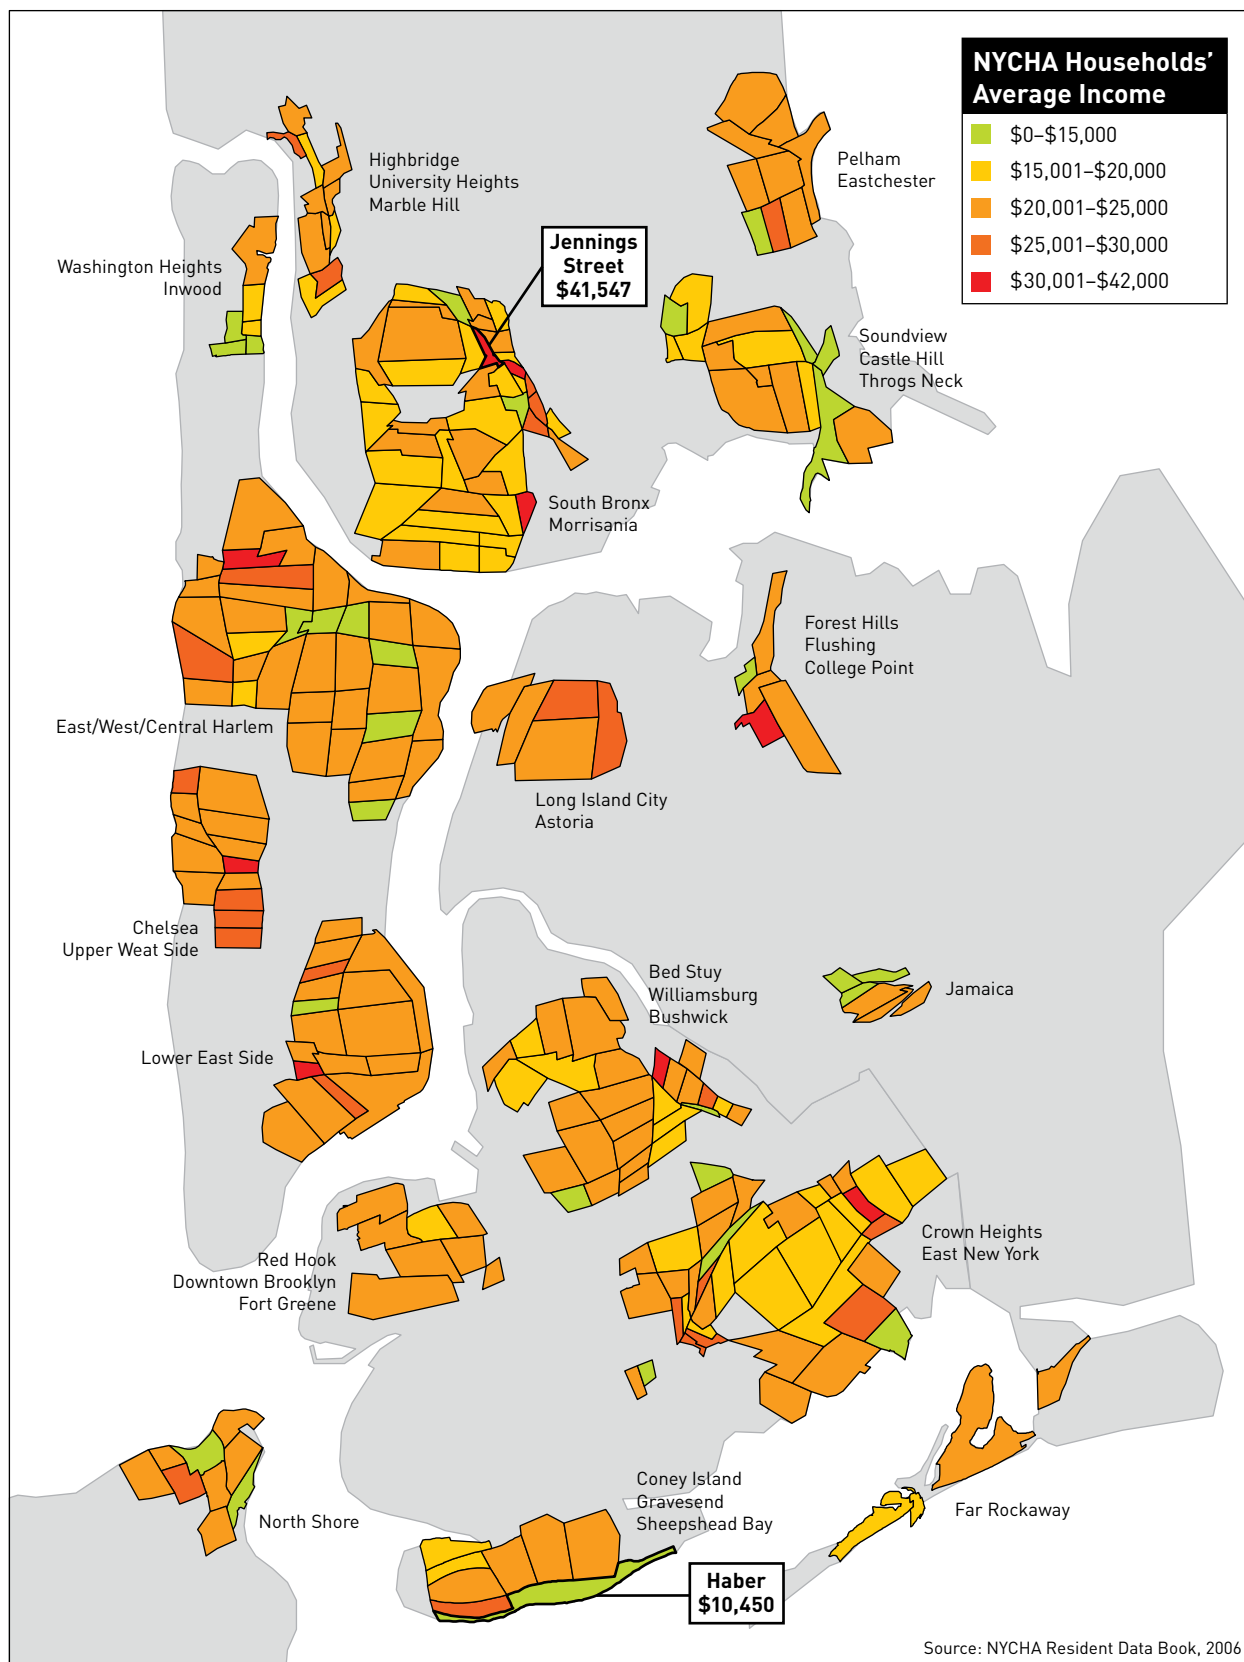 NYCHA Households’
Average Income
$0–$15,000
$15,001–$20,000
$20,001–$25,000
$25,001–$30,000
$30,001–$42,000
Highbridge
University Heights
Marble Hill
Pelham
Eastchester
Washington Heights
Inwood
Jennings
Street
$41,547
Soundview
Castle Hill
Throgs Neck
South Bronx
Morrisania
Forest Hills
Flushing
College Point
East/West/Central Harlem
Long Island City
Astoria
Chelsea
Upper Weat Side
Bed Stuy
Williamsburg
Bushwick
Jamaica
Lower East Side
Crown Heights
East New York
Red Hook
Downtown Brooklyn
Fort Greene
Coney Island
Gravesend
Sheepshead Bay
Far Rockaway
North Shore
Haber
$10,450
Source: NYCHA Resident Data Book, 2006